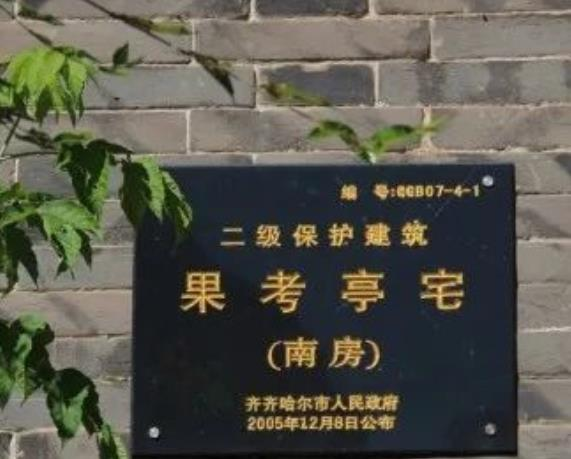 编 号:QGB07-4-1
二级保护建筑
果考亭宅
(南房)
齐齐哈尔市人民政府
2005年12月8日公布